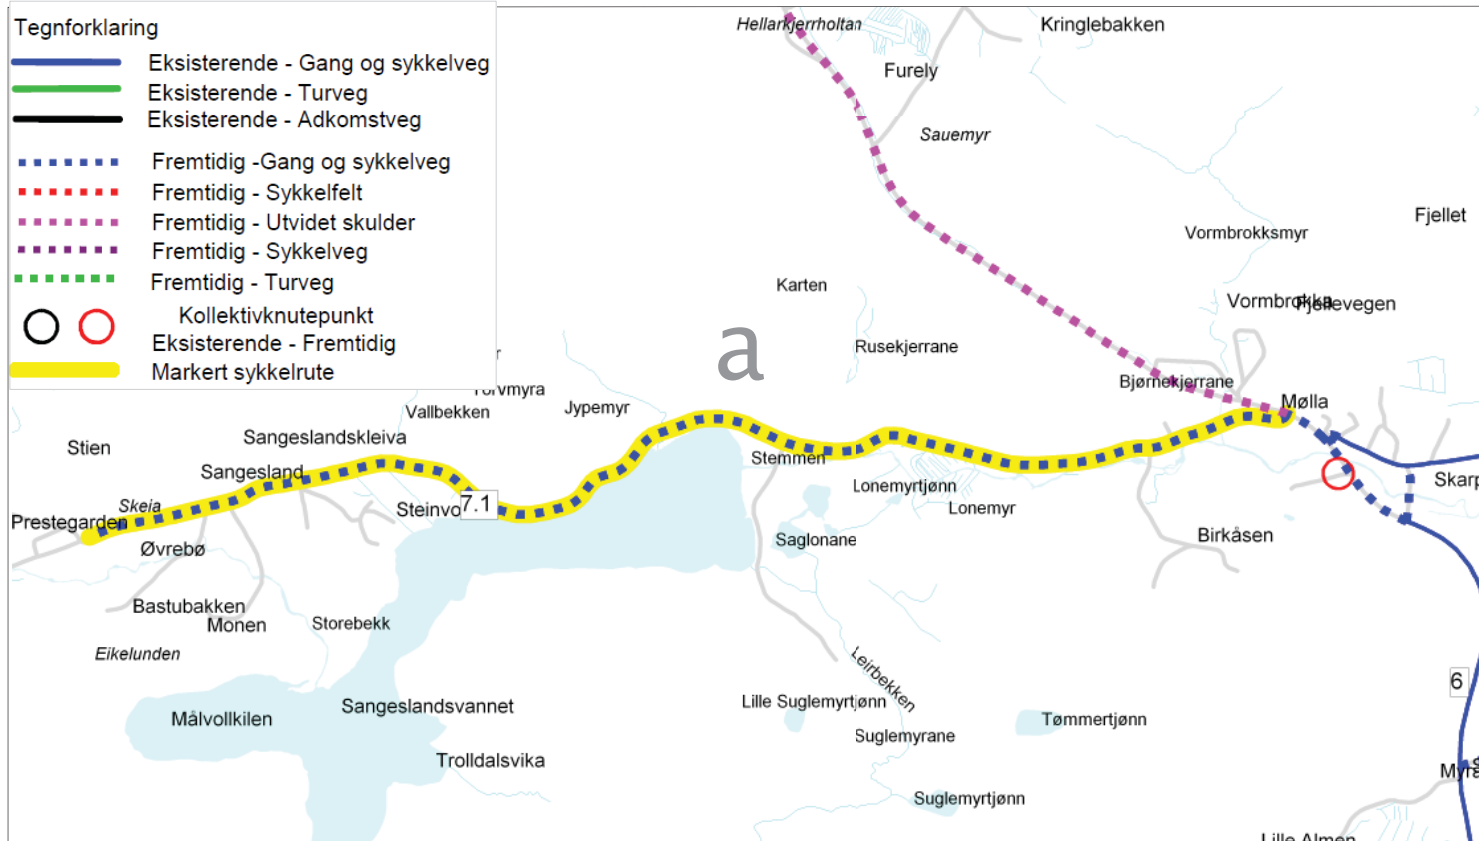 Tegnforklaring
Eksisterende - Gang og sykkelveg
Eksisterende - Turveg
Eksisterende - Adkomstveg
Fremtidig -Gang og sykkelveg
Fremtidig - Sykkelfelt
Fremtidig - Utvidet skulder
Fremtidig - Sykkelveg
Fremtidig - Turveg
Kollektivknutepunkt
Eksisterende - Fremtidig
Markert sykkelrute
Hellarkjerrholtan
Kringlebakken
Furely
Sauemyr
Fjellet
Vormbrokksmyr
Karten
Vormbrokka
Fjellevegen
a
Rusekjerrane
Bjørnekjerrane
Mølla
Vallbekken
Jypemyr
Sangeslandskleiva
Stien
Stemmen
Sangesland
Lonemyrtjønn
Skarp
Skeia
7.1
Lonemyr
Prestegarden
Birkåsen
Saglonane
Øvrebø
Bastubakken
Monen
Storebekk
Eikelunden
Leirbekken
6
Lille Suglemyrtjønn
Sangeslandsvannet
Målvollkilen
Tømmertjønn
Suglemyrane
Trolldalsvika
Suglemyrtjønn
Lille Almen